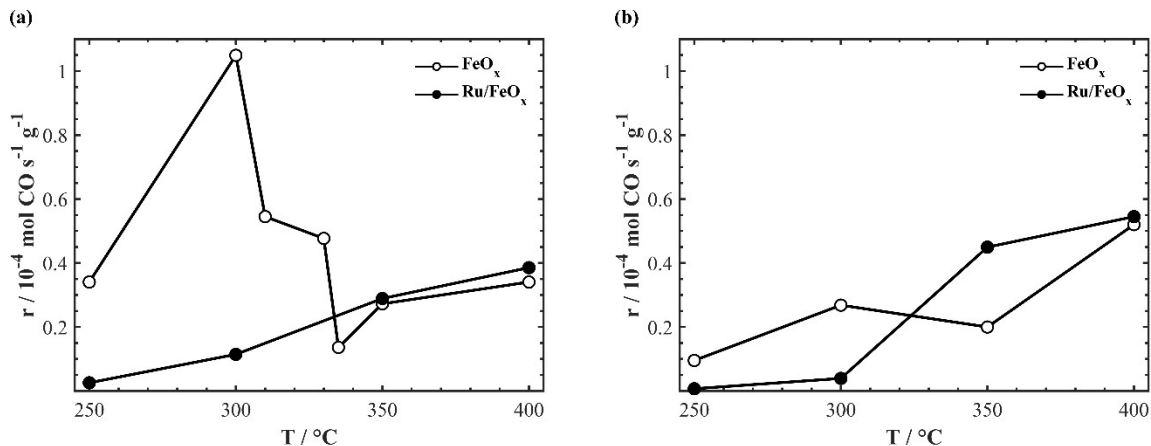 (a)
FeOₓ
Ru/FeOₓ
r / 10⁻⁴ mol CO s⁻¹ g⁻¹
1
0.8
0.6
0.4
0.2
250 300 350 400
T / °C
(b)
FeOₓ
Ru/FeOₓ
r / 10⁻⁴ mol CO s⁻¹ g⁻¹
1
0.8
0.6
0.4
0.2
250 300 350 400
T / °C